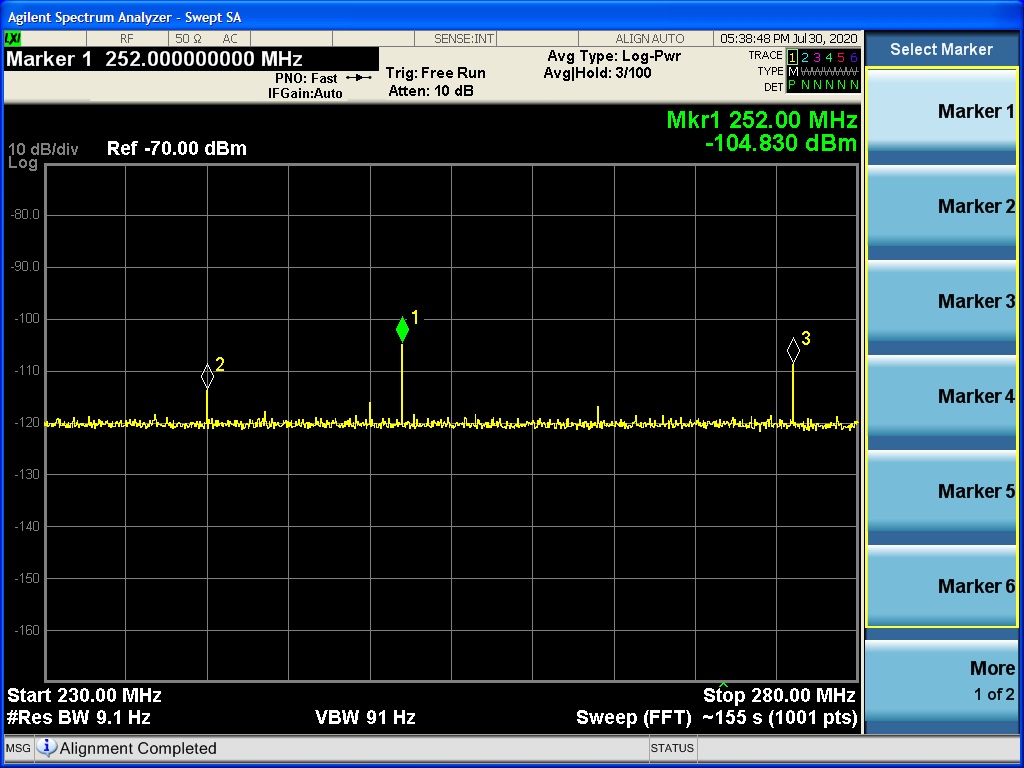 Agilent Spectrum Analyzer - Swept SA
LXI RF 50 Ω AC SENSE:INT ALIGN AUTO 05:38:48 PM Jul 30, 2020
Marker 1 252.000000000 MHz
PNO: Fast
IFGain:Auto
Trig: Free Run
Atten: 10 dB
Avg Type: Log-Pwr
Avg|Hold: 3/100
TRACE 1 2 3 4 5 6
TYPE M WWWWW
DET P N N N N N
Mkr1 252.00 MHz
-104.830 dBm
10 dB/div
Log
Ref -70.00 dBm
-80.0
-90.0
-100
-110
-120
-130
-140
-150
-160
2
1
3
Start 230.00 MHz
Stop 280.00 MHz
#Res BW 9.1 Hz
VBW 91 Hz
Sweep (FFT) ~155 s (1001 pts)
MSG
Alignment Completed
STATUS
Select Marker
Marker 1
Marker 2
Marker 3
Marker 4
Marker 5
Marker 6
More
1 of 2